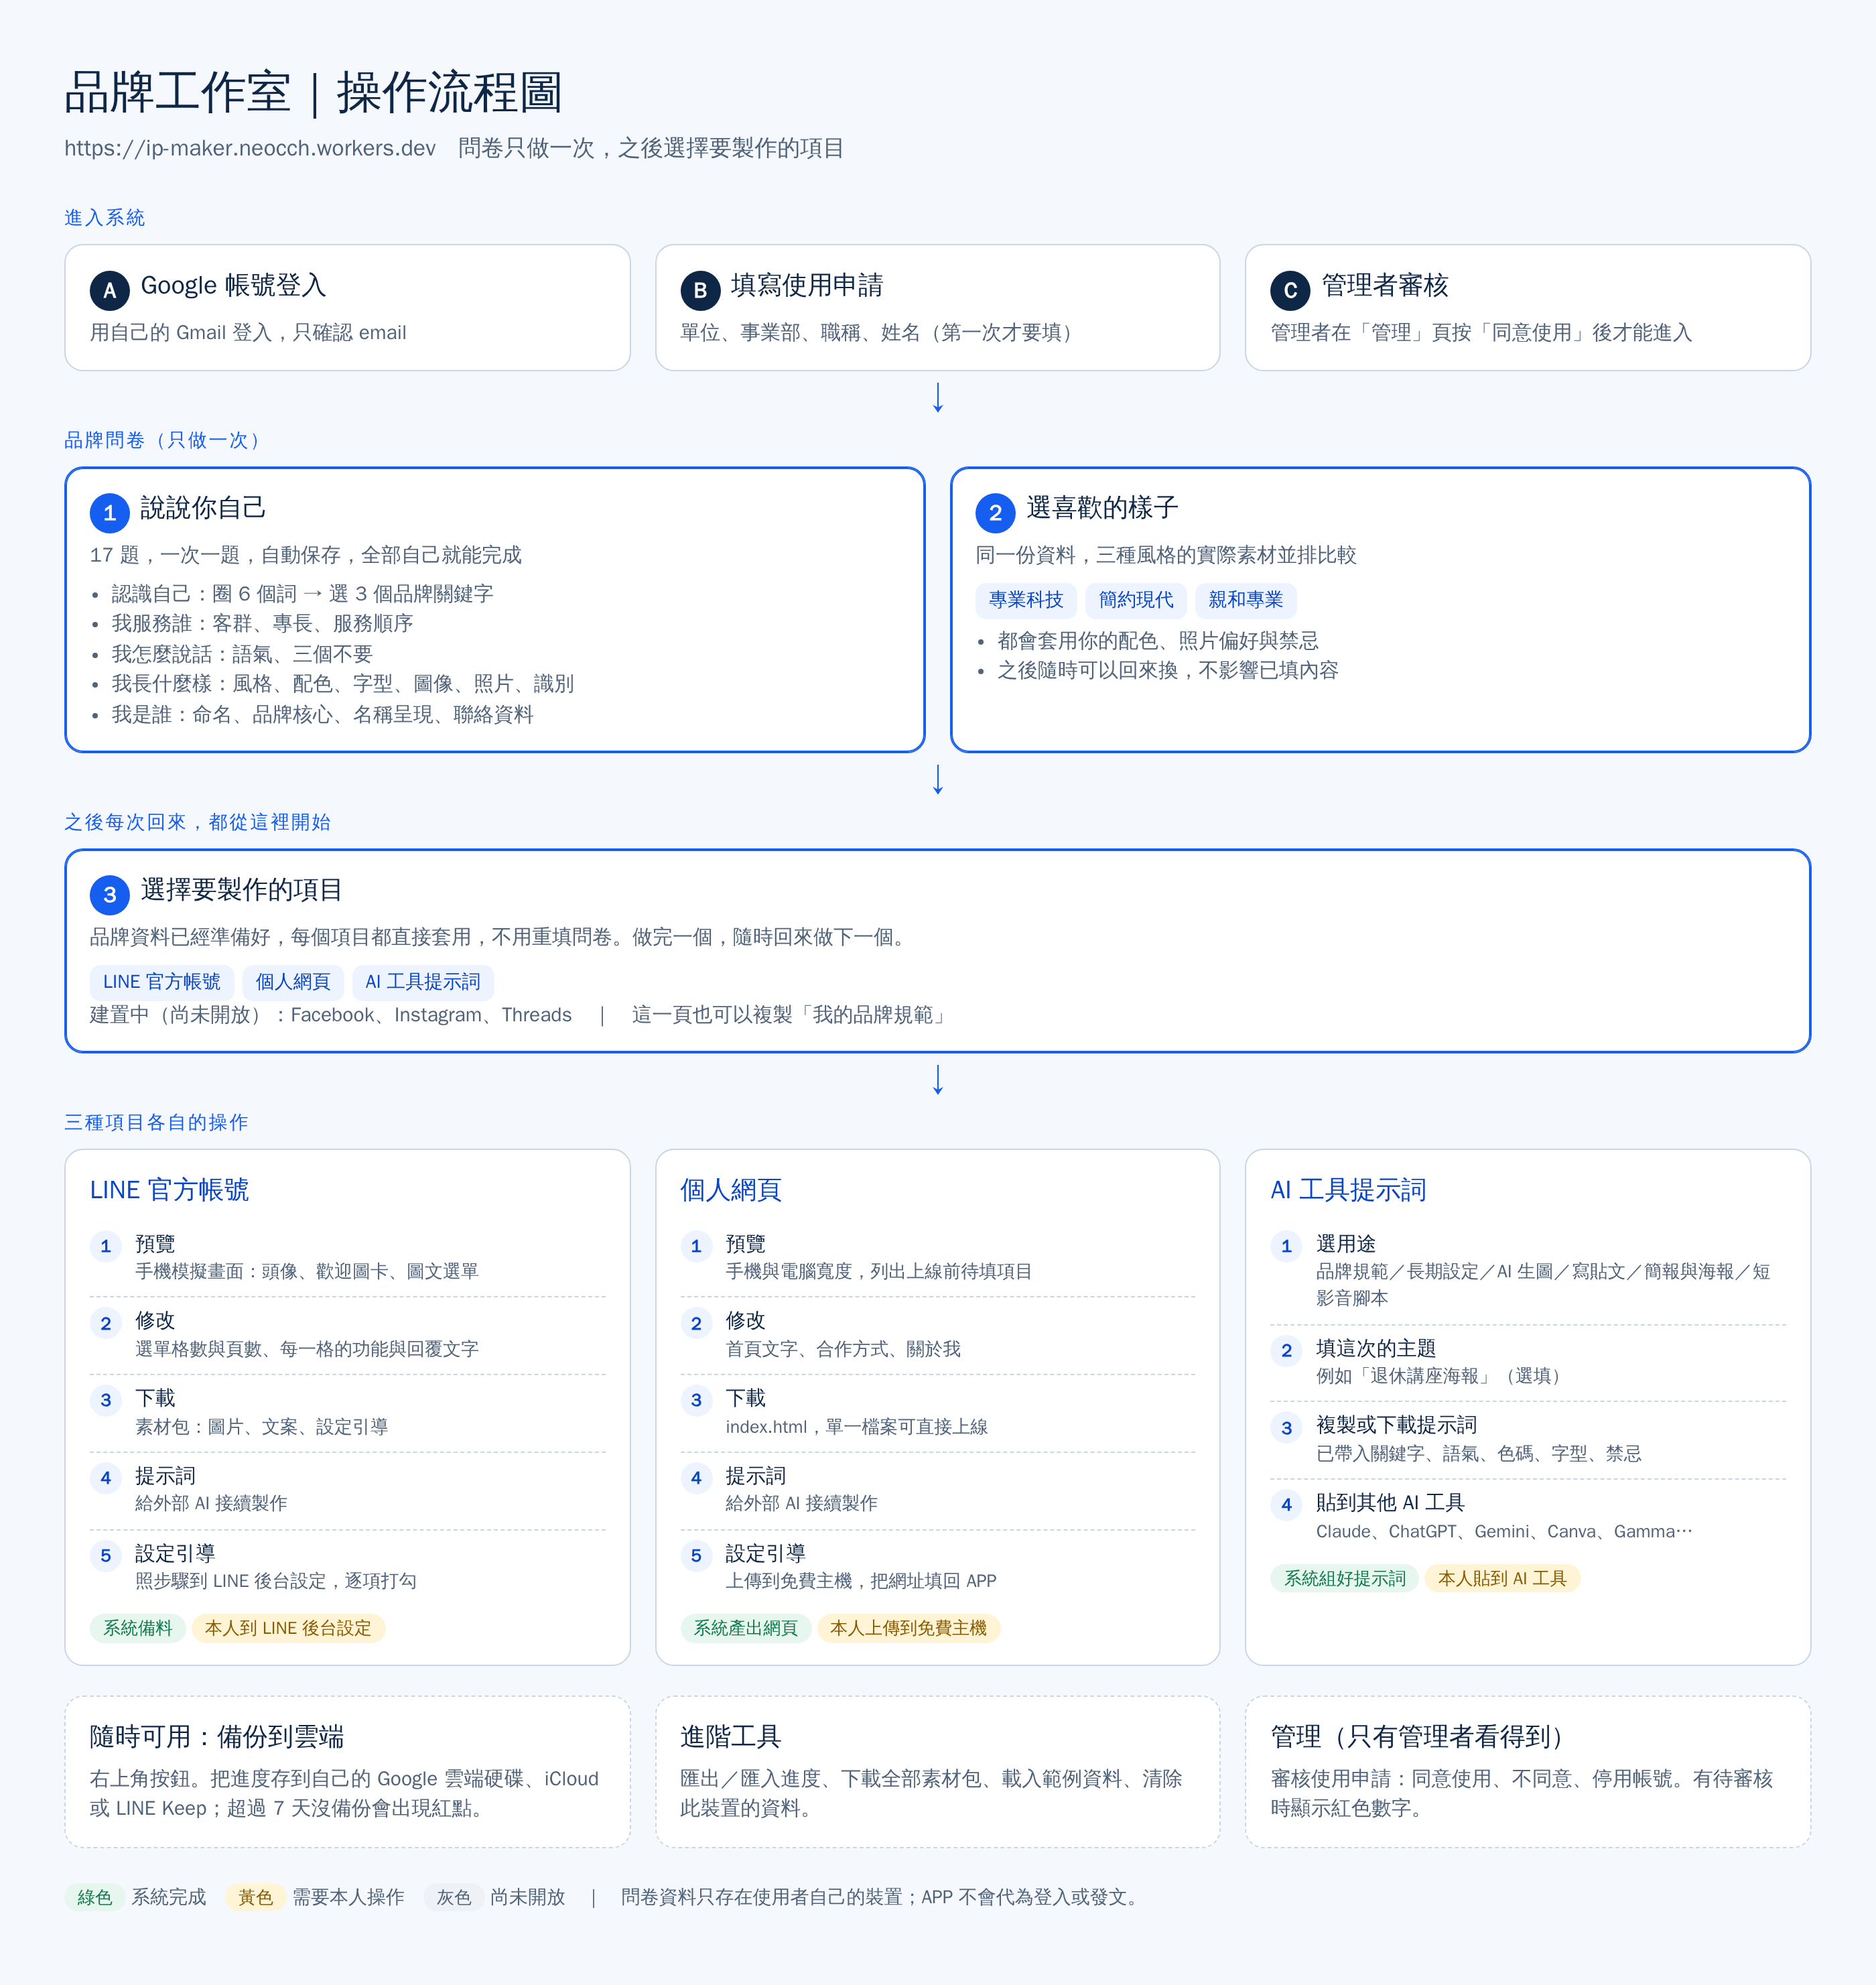 品牌工作室｜操作流程圖
https://ip-maker.neocch.workers.dev 問卷只做一次，之後選擇要製作的項目
進入系統
A Google 帳號登入
用自己的 Gmail 登入，只確認 email
B 填寫使用申請
單位、事業部、職稱、姓名（第一次才要填）
C 管理者審核
管理者在「管理」頁按「同意使用」後才能進入
↓
品牌問卷（只做一次）
1 說說你自己
17 題，一次一題，自動保存，全部自己就能完成
• 認識自己：圈 6 個詞 → 選 3 個品牌關鍵字
• 我服務誰：客群、專長、服務順序
• 我怎麼說話：語氣、三個不要
• 我長什麼樣：風格、配色、字型、圖像、照片、識別
• 我是誰：命名、品牌核心、名稱呈現、聯絡資料
2 選喜歡的樣子
同一份資料，三種風格的實際素材並排比較
專業科技 簡約現代 親和專業
• 都會套用你的配色、照片偏好與禁忌
• 之後隨時可以回來換，不影響已填內容
↓
之後每次回來，都從這裡開始
3 選擇要製作的項目
品牌資料已經準備好，每個項目都直接套用，不用重填問卷。做完一個，隨時回來做下一個。
LINE 官方帳號 個人網頁 AI 工具提示詞
建置中（尚未開放）：Facebook、Instagram、Threads ｜ 這一頁也可以複製「我的品牌規範」
↓
三種項目各自的操作
LINE 官方帳號
1 預覽
手機模擬畫面：頭像、歡迎圖卡、圖文選單
2 修改
選單格數與頁數、每一格的功能與回覆文字
3 下載
素材包：圖片、文案、設定引導
4 提示詞
給外部 AI 接續製作
5 設定引導
照步驟到 LINE 後台設定，逐項打勾
系統備料 本人到 LINE 後台設定
個人網頁
1 預覽
手機與電腦寬度，列出上線前待填項目
2 修改
首頁文字、合作方式、關於我
3 下載
index.html，單一檔案可直接上線
4 提示詞
給外部 AI 接續製作
5 設定引導
上傳到免費主機，把網址填回 APP
系統產出網頁 本人上傳到免費主機
AI 工具提示詞
1 選用途
品牌規範／長期設定／AI 生圖／寫貼文／簡報與海報／短
影音腳本
2 填這次的主題
例如「退休講座海報」（選填）
3 複製或下載提示詞
已帶入關鍵字、語氣、色碼、字型、禁忌
4 貼到其他 AI 工具
Claude、ChatGPT、Gemini、Canva、Gamma⋯
系統組好提示詞 本人貼到 AI 工具
隨時可用：備份到雲端
右上角按鈕。把進度存到自己的 Google 雲端硬碟、iCloud
或 LINE Keep；超過 7 天沒備份會出現紅點。
進階工具
匯出／匯入進度、下載全部素材包、載入範例資料、清除
此裝置的資料。
管理（只有管理者看得到）
審核使用申請：同意使用、不同意、停用帳號。有待審核
時顯示紅色數字。
綠色 系統完成 黃色 需要本人操作 灰色 尚未開放 ｜ 問卷資料只存在使用者自己的裝置；APP 不會代為登入或發文。